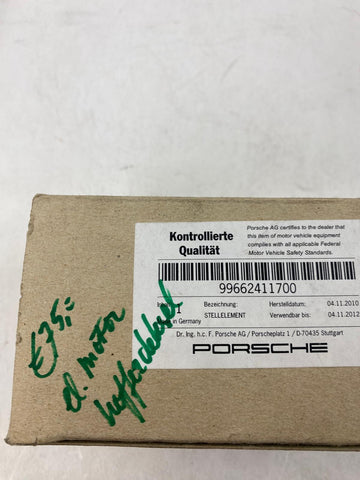 Kontrollierte
Qualität
Porsche AG certifies to the dealer that
this item of motor vehicle equipment
complies with all applicable Federal
Motor Vehicle Safety Standards.
99662411700
Bezeichnung: Herstelldatum: 04.11.2010
in Germany STELLELEMENT Verwendbar bis: 04.11.2012
Dr. Ing. h.c. F. Porsche AG / Porscheplatz 1 / D-70435 Stuttgart
PORSCHE
€75,=
el. motor